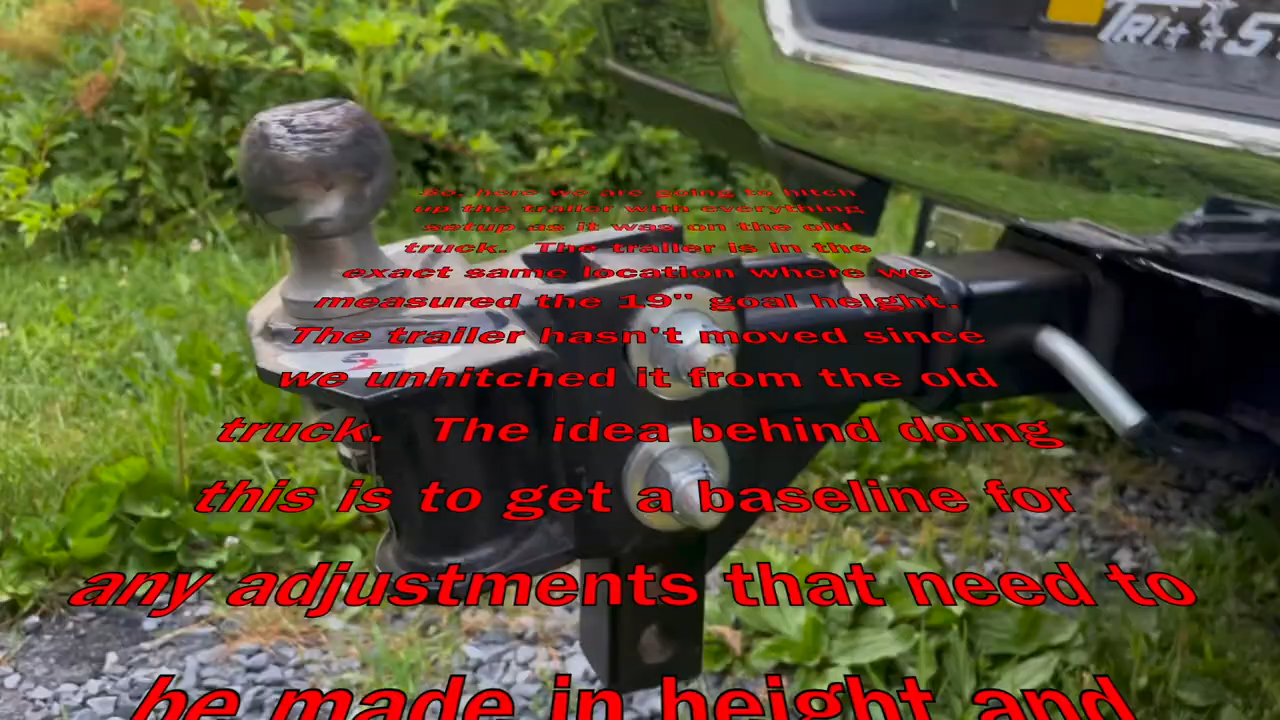 TRI S
So, here we are going to hitch
up the trailer with everything
setup as it was on the old
truck. The trailer is in the
exact same location where we
measured the 19" goal height.
The trailer hasn't moved since
we unhitched it from the old
truck. The idea behind doing
this is to get a baseline for
any adjustments that need to
be made in height and